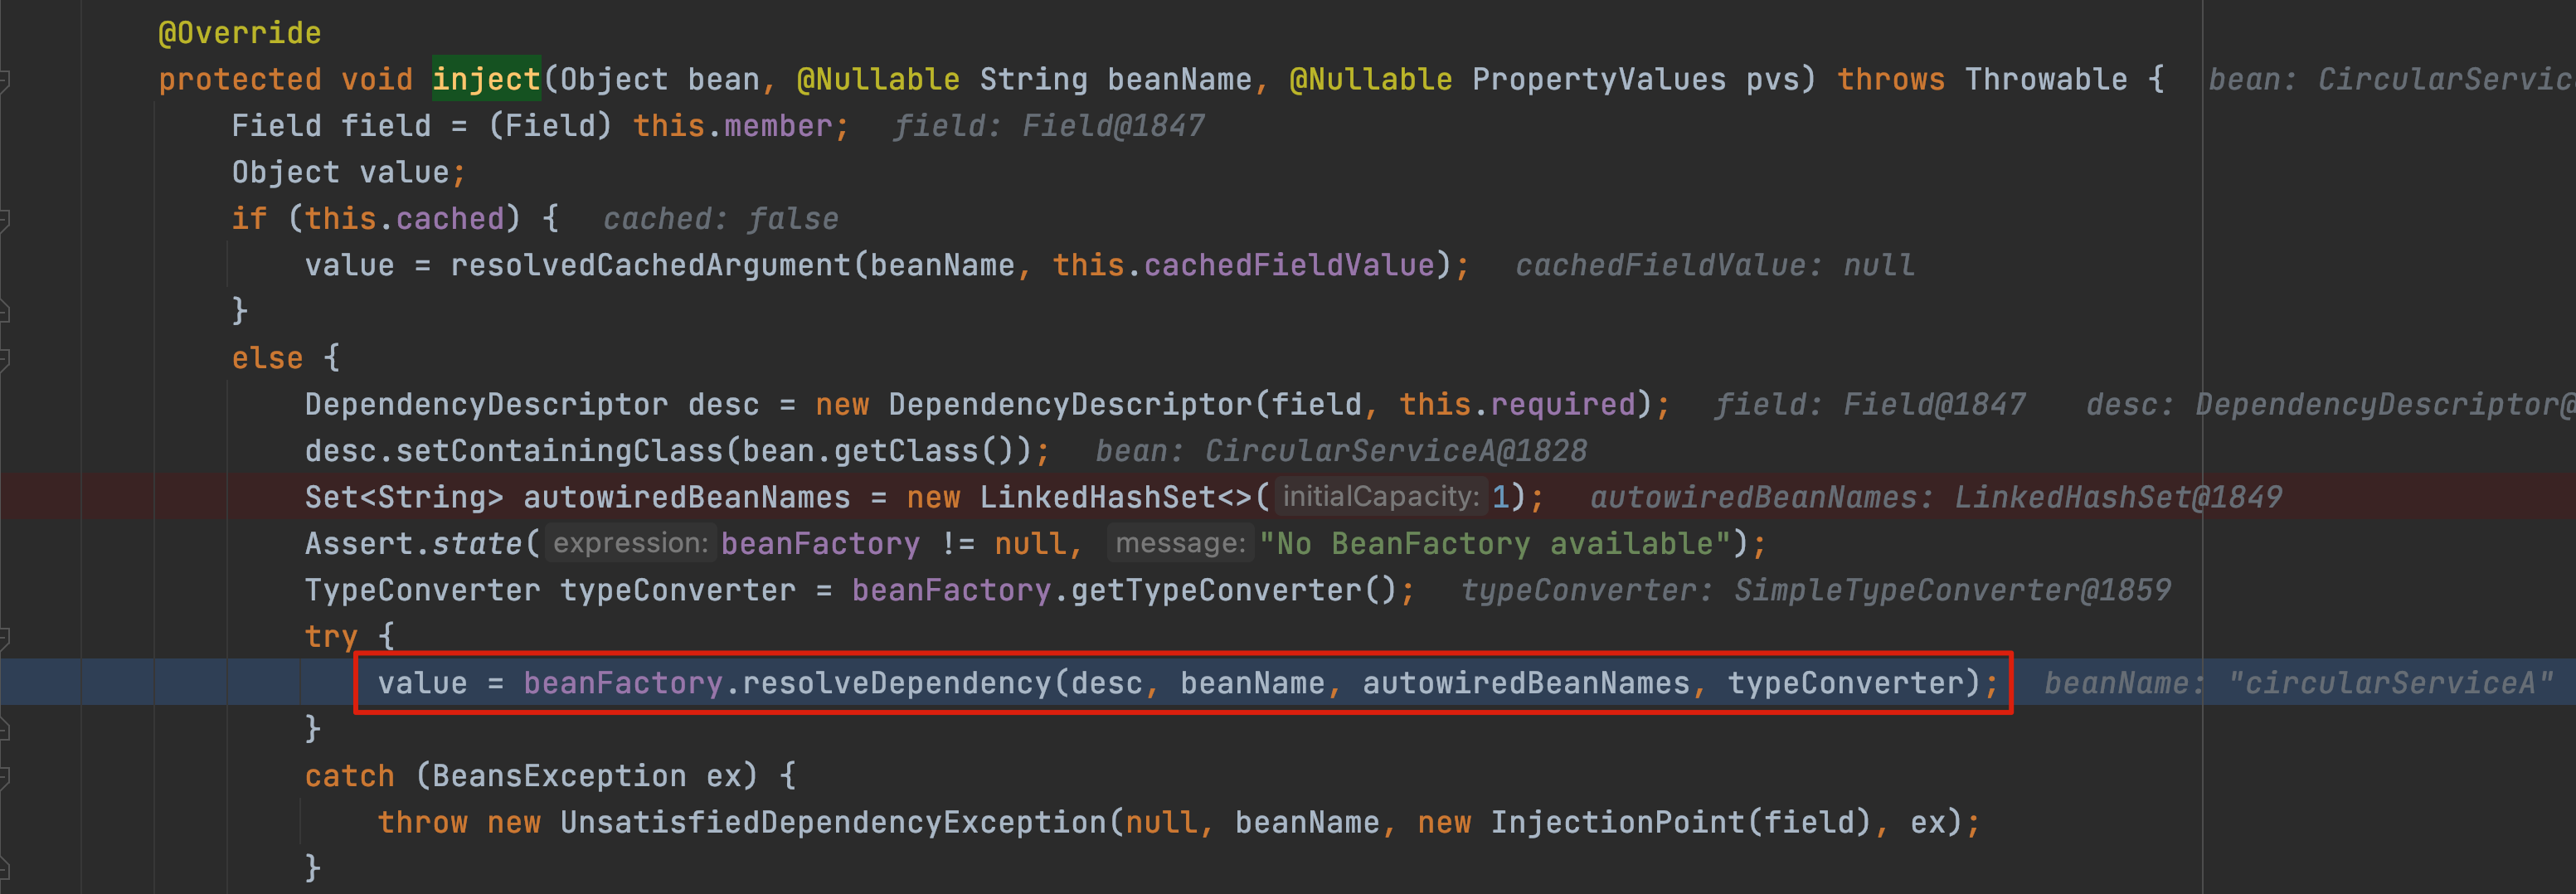 @Override
protected void inject(Object bean, @Nullable String beanName, @Nullable PropertyValues pvs) throws Throwable {   bean: CircularServic
Field field = (Field) this.member;   field: Field@1847
Object value;
if (this.cached) {   cached: false
value = resolvedCachedArgument(beanName, this.cachedFieldValue);   cachedFieldValue: null
}
else {
DependencyDescriptor desc = new DependencyDescriptor(field, this.required);   field: Field@1847   desc: DependencyDescriptor@
desc.setContainingClass(bean.getClass());   bean: CircularServiceA@1828
Set<String> autowiredBeanNames = new LinkedHashSet<>( initialCapacity: 1);   autowiredBeanNames: LinkedHashSet@1849
Assert.state( expression: beanFactory != null, message: "No BeanFactory available");
TypeConverter typeConverter = beanFactory.getTypeConverter();   typeConverter: SimpleTypeConverter@1859
try {
value = beanFactory.resolveDependency(desc, beanName, autowiredBeanNames, typeConverter);   beanName: "circularServiceA"
}
catch (BeansException ex) {
throw new UnsatisfiedDependencyException(null, beanName, new InjectionPoint(field), ex);
}